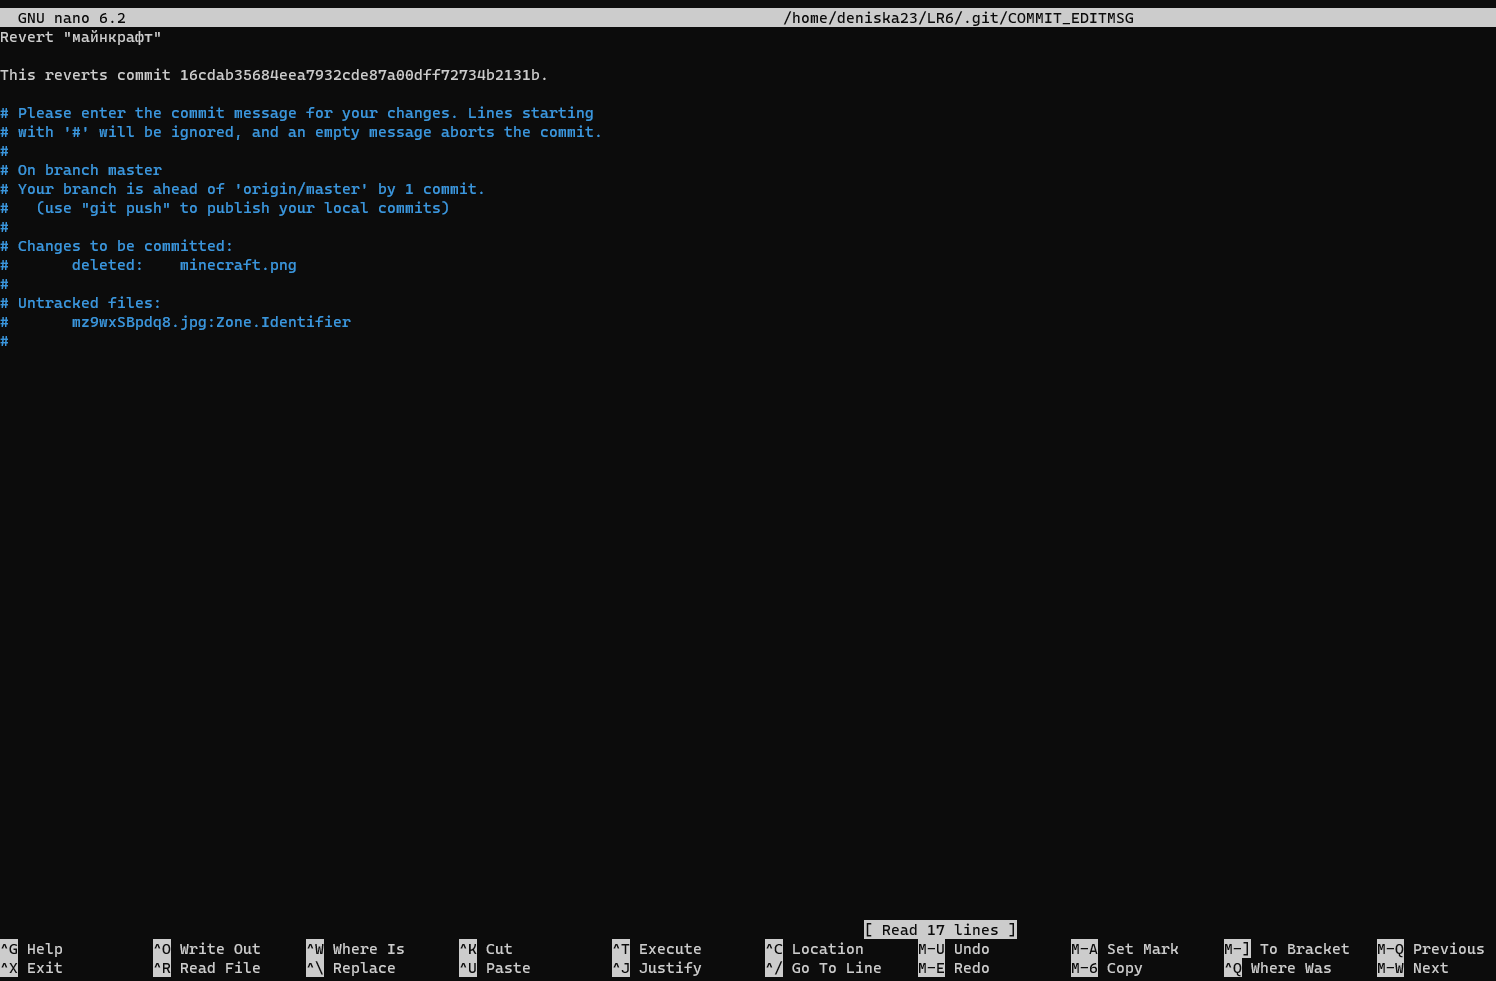 GNU nano 6.2 /home/deniska23/LR6/.git/COMMIT_EDITMSG
Revert "майнкрафт"
This reverts commit 16cdab35684eea7932cde87a00dff72734b2131b.
# Please enter the commit message for your changes. Lines starting
# with '#' will be ignored, and an empty message aborts the commit.
#
# On branch master
# Your branch is ahead of 'origin/master' by 1 commit.
#   (use "git push" to publish your local commits)
#
# Changes to be committed:
#       deleted:    minecraft.png
#
# Untracked files:
#       mz9wxSBpdq8.jpg:Zone.Identifier
#
[ Read 17 lines ]
^G Help ^O Write Out ^W Where Is ^K Cut ^T Execute ^C Location M-U Undo M-A Set Mark M-] To Bracket M-Q Previous
^X Exit ^R Read File ^\ Replace ^U Paste ^J Justify ^/ Go To Line M-E Redo M-6 Copy ^Q Where Was M-W Next